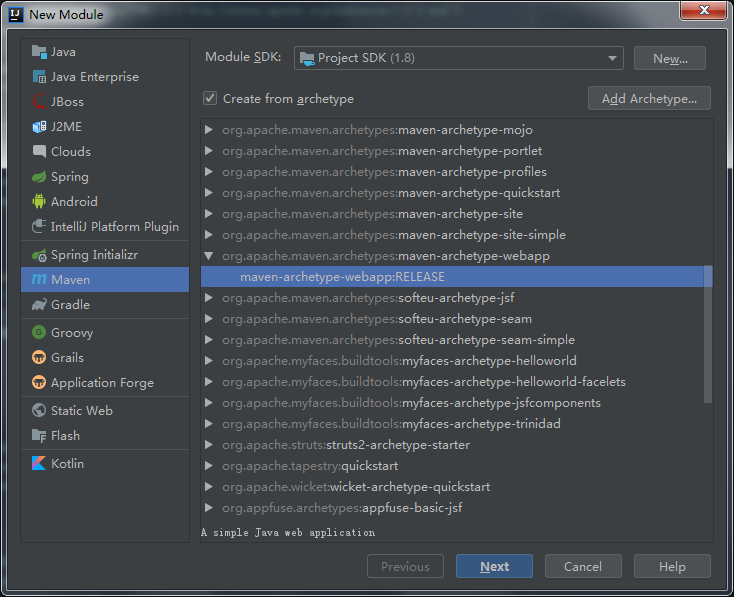 New Module
Java
Java Enterprise
JBoss
J2ME
Clouds
Spring
Android
IntelliJ Platform Plugin
Spring Initializr
Maven
Gradle
Groovy
Grails
Application Forge
Static Web
Flash
Kotlin
Module SDK: Project SDK (1.8) New...
Create from archetype Add Archetype...
org.apache.maven.archetypes:maven-archetype-mojo
org.apache.maven.archetypes:maven-archetype-portlet
org.apache.maven.archetypes:maven-archetype-profiles
org.apache.maven.archetypes:maven-archetype-quickstart
org.apache.maven.archetypes:maven-archetype-site
org.apache.maven.archetypes:maven-archetype-site-simple
org.apache.maven.archetypes:maven-archetype-webapp
maven-archetype-webapp:RELEASE
org.apache.maven.archetypes:softeu-archetype-jsf
org.apache.maven.archetypes:softeu-archetype-seam
org.apache.maven.archetypes:softeu-archetype-seam-simple
org.apache.myfaces.buildtools:myfaces-archetype-helloworld
org.apache.myfaces.buildtools:myfaces-archetype-helloworld-facelets
org.apache.myfaces.buildtools:myfaces-archetype-jsfcomponents
org.apache.myfaces.buildtools:myfaces-archetype-trinidad
org.apache.struts:struts2-archetype-starter
org.apache.tapestry:quickstart
org.apache.wicket:wicket-archetype-quickstart
org.appfuse.archetypes:appfuse-basic-jsf
A simple Java web application
Previous Next Cancel Help